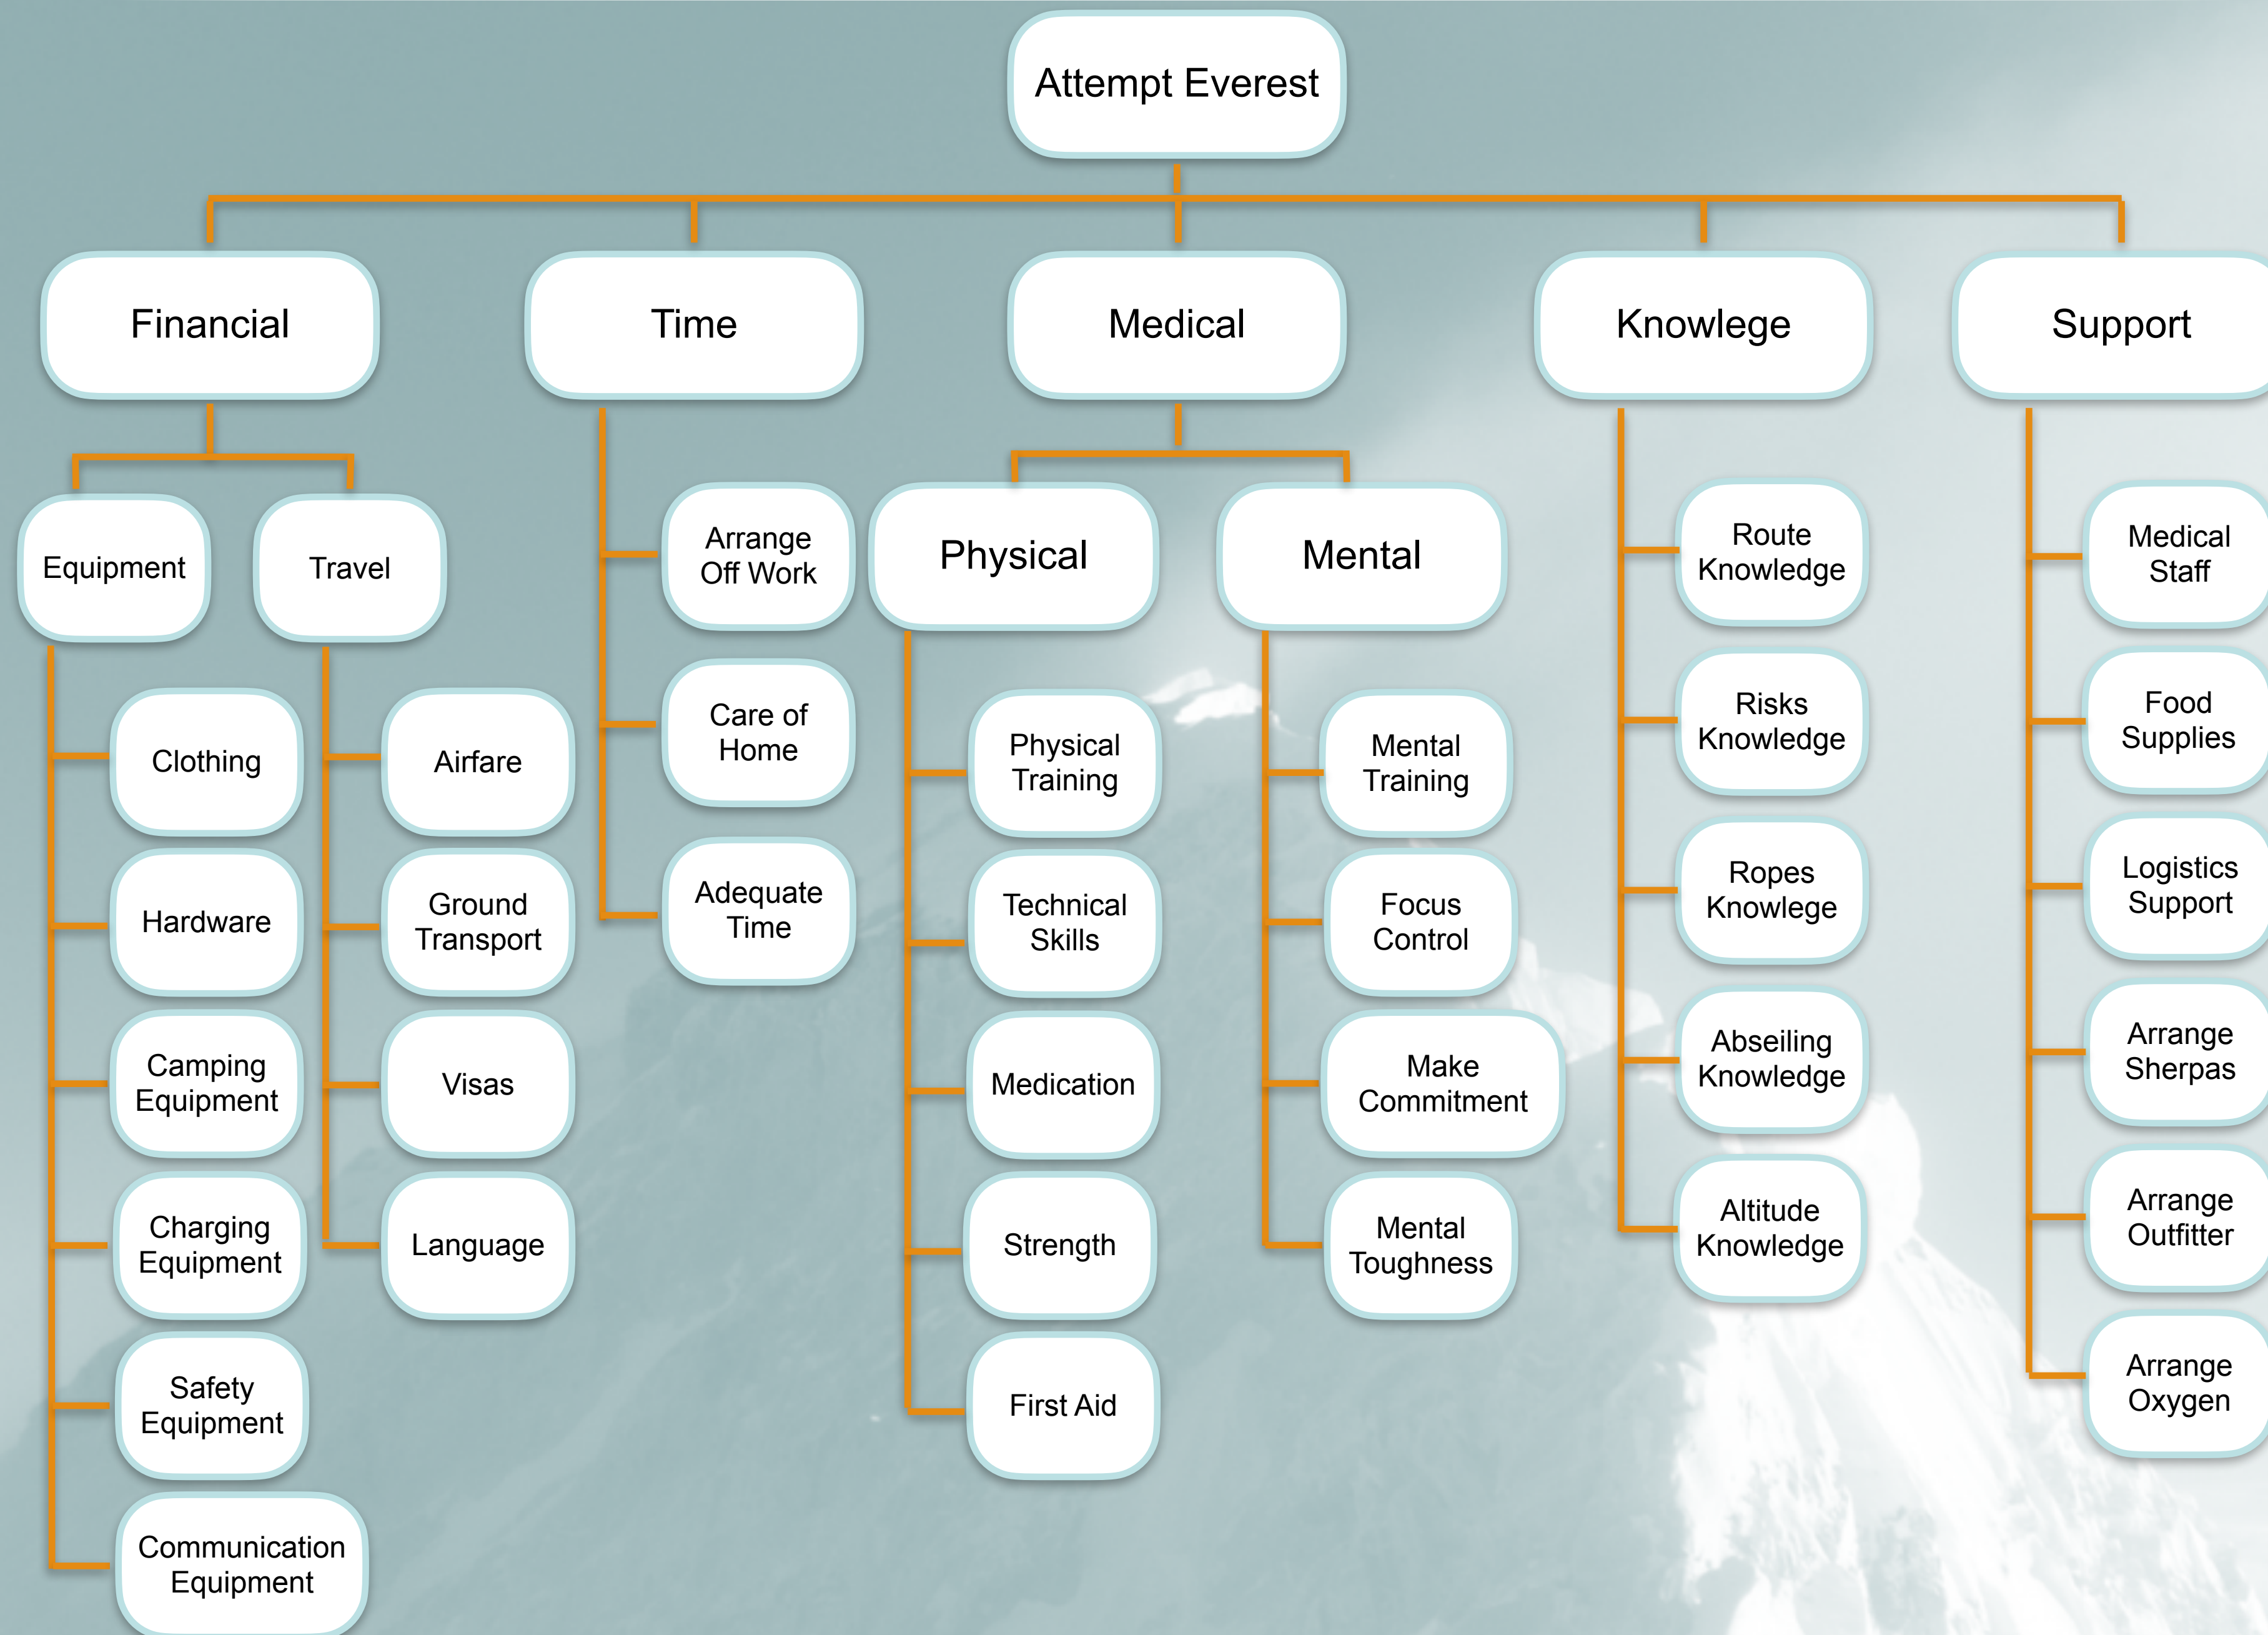 Attempt Everest
Financial
Time
Medical
Knowlege
Support
Equipment
Travel
Clothing
Hardware
Camping
Equipment
Charging
Equipment
Safety
Equipment
Communication
Equipment
Airfare
Ground
Transport
Visas
Language
Arrange
Off Work
Care of
Home
Adequate
Time
Physical
Mental
Physical
Training
Technical
Skills
Medication
Strength
First Aid
Mental
Training
Focus
Control
Make
Commitment
Mental
Toughness
Route
Knowledge
Risks
Knowledge
Ropes
Knowlege
Abseiling
Knowledge
Altitude
Knowledge
Medical
Staff
Food
Supplies
Logistics
Support
Arrange
Sherpas
Arrange
Outfitter
Arrange
Oxygen